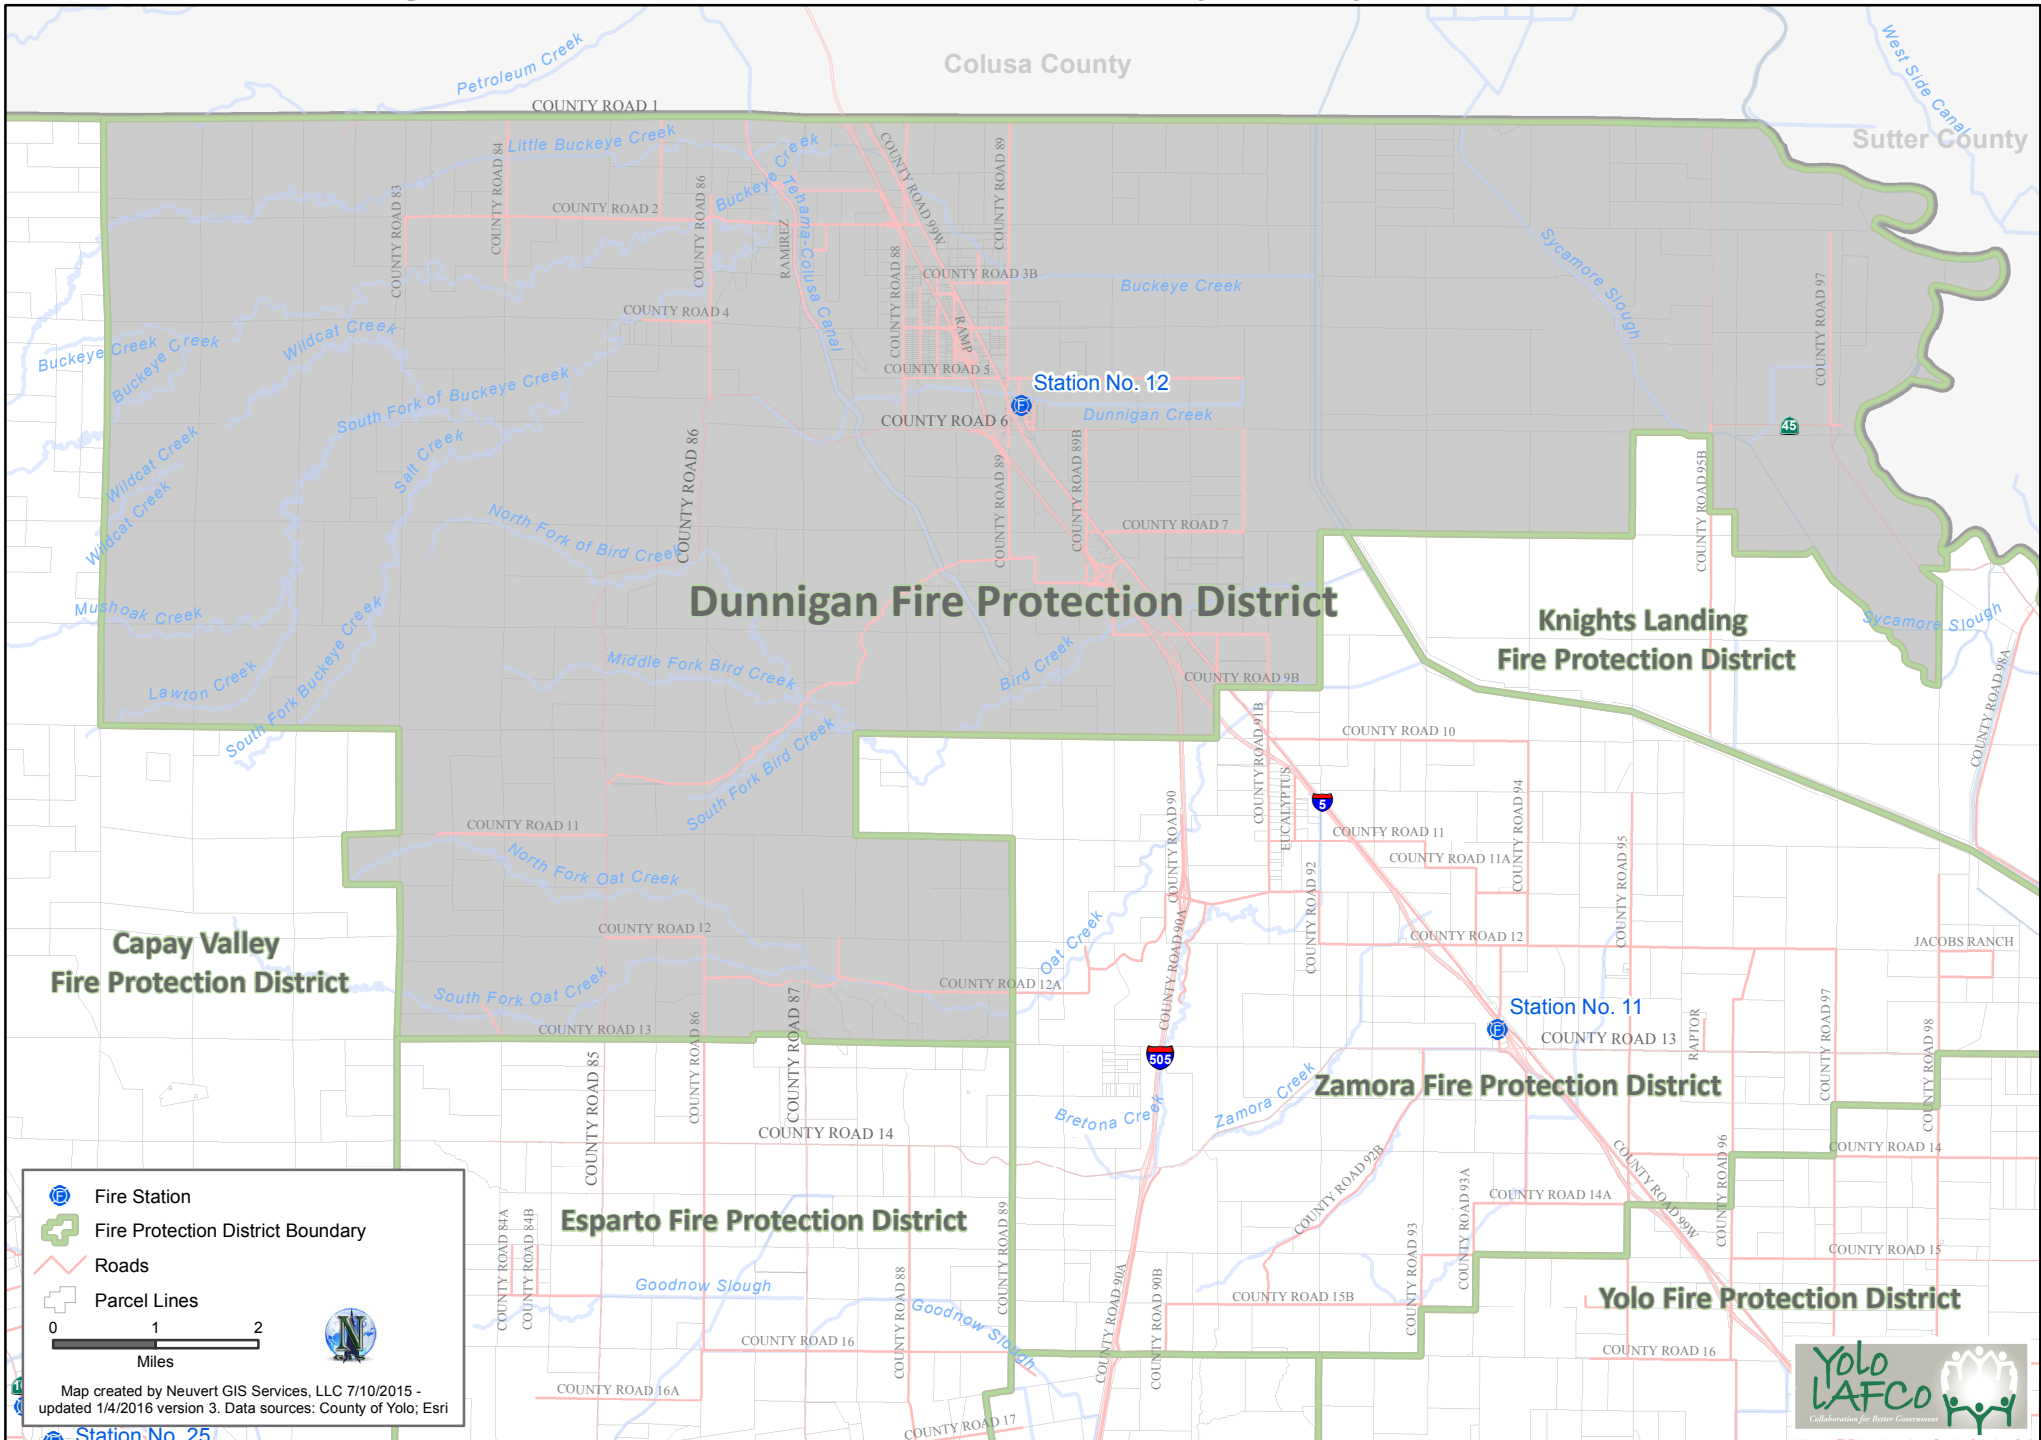 Colusa County
Sutter County
West Side Canal
Petroleum Creek
COUNTY ROAD 1
Little Buckeye Creek
COUNTY ROAD 84
COUNTY ROAD 83
COUNTY ROAD 2
COUNTY ROAD 86
Buckeye Creek
Tehama-Colusa Canal
RAMIREZ
COUNTY ROAD 99W
COUNTY ROAD 89
COUNTY ROAD 88
COUNTY ROAD 3B
RAMP
Buckeye Creek
Sycamore Slough
COUNTY ROAD 97
COUNTY ROAD 4
Buckeye Creek
Buckeye Creek
Wildcat Creek
South Fork of Buckeye Creek
COUNTY ROAD 5
Station No. 12
Dunnigan Creek
COUNTY ROAD 6
45
Wildcat Creek
Wildcat Creek
Salt Creek
COUNTY ROAD 86
North Fork of Bird Creek
COUNTY ROAD 89
COUNTY ROAD 89B
COUNTY ROAD 7
COUNTY ROAD 95B
Dunnigan Fire Protection District
Knights Landing
Fire Protection District
Sycamore Slough
COUNTY ROAD 98A
Mushoak Creek
Lawton Creek
South Fork Buckeye Creek
Middle Fork Bird Creek
Bird Creek
COUNTY ROAD 9B
South Fork Bird Creek
COUNTY ROAD 91B
COUNTY ROAD 10
EUCALYPTUS
5
COUNTY ROAD 90
COUNTY ROAD 94
COUNTY ROAD 11
COUNTY ROAD 11
COUNTY ROAD 11A
COUNTY ROAD 95
COUNTY ROAD 92
North Fork Oat Creek
COUNTY ROAD 12
COUNTY ROAD 12
JACOBS RANCH
Capay Valley
Fire Protection District
South Fork Oat Creek
COUNTY ROAD 12A
Oat Creek
COUNTY ROAD 90A
COUNTY ROAD 13
COUNTY ROAD 86
COUNTY ROAD 87
Station No. 11
COUNTY ROAD 13
RAPTOR
COUNTY ROAD 97
COUNTY ROAD 98
505
COUNTY ROAD 85
Zamora Fire Protection District
Zamora Creek
Bretona Creek
COUNTY ROAD 14
COUNTY ROAD 14
COUNTY ROAD 92B
COUNTY ROAD 93A
COUNTY ROAD 14A
COUNTY ROAD 99W
COUNTY ROAD 96
COUNTY ROAD 84A
COUNTY ROAD 84B
Esparto Fire Protection District
COUNTY ROAD 89
COUNTY ROAD 93
COUNTY ROAD 15
Goodnow Slough
COUNTY ROAD 88
Goodnow Slough
COUNTY ROAD 90A
COUNTY ROAD 90B
COUNTY ROAD 15B
Yolo Fire Protection District
COUNTY ROAD 16
COUNTY ROAD 16
COUNTY ROAD 16A
COUNTY ROAD 17
Fire Station
Fire Protection District Boundary
Roads
Parcel Lines
0 1 2
Miles
N
Map created by Neuvert GIS Services, LLC 7/10/2015 -
updated 1/4/2016 version 3. Data sources: County of Yolo; Esri
Station No. 25
YOLO
LAFCO
Collaboration for Better Government